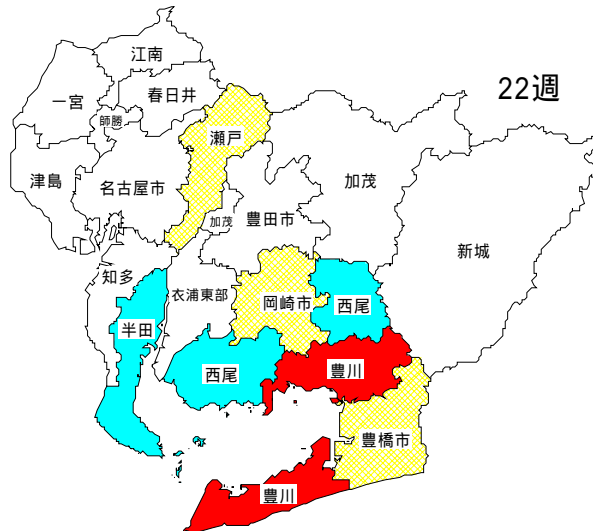 江南
22週
一宮
春日井
師勝
瀬戸
津島
名古屋市
加茂
加茂
豊田市
新城
知多
衣浦東部
岡崎市
西尾
半田
西尾
豊川
豊橋市
豊川